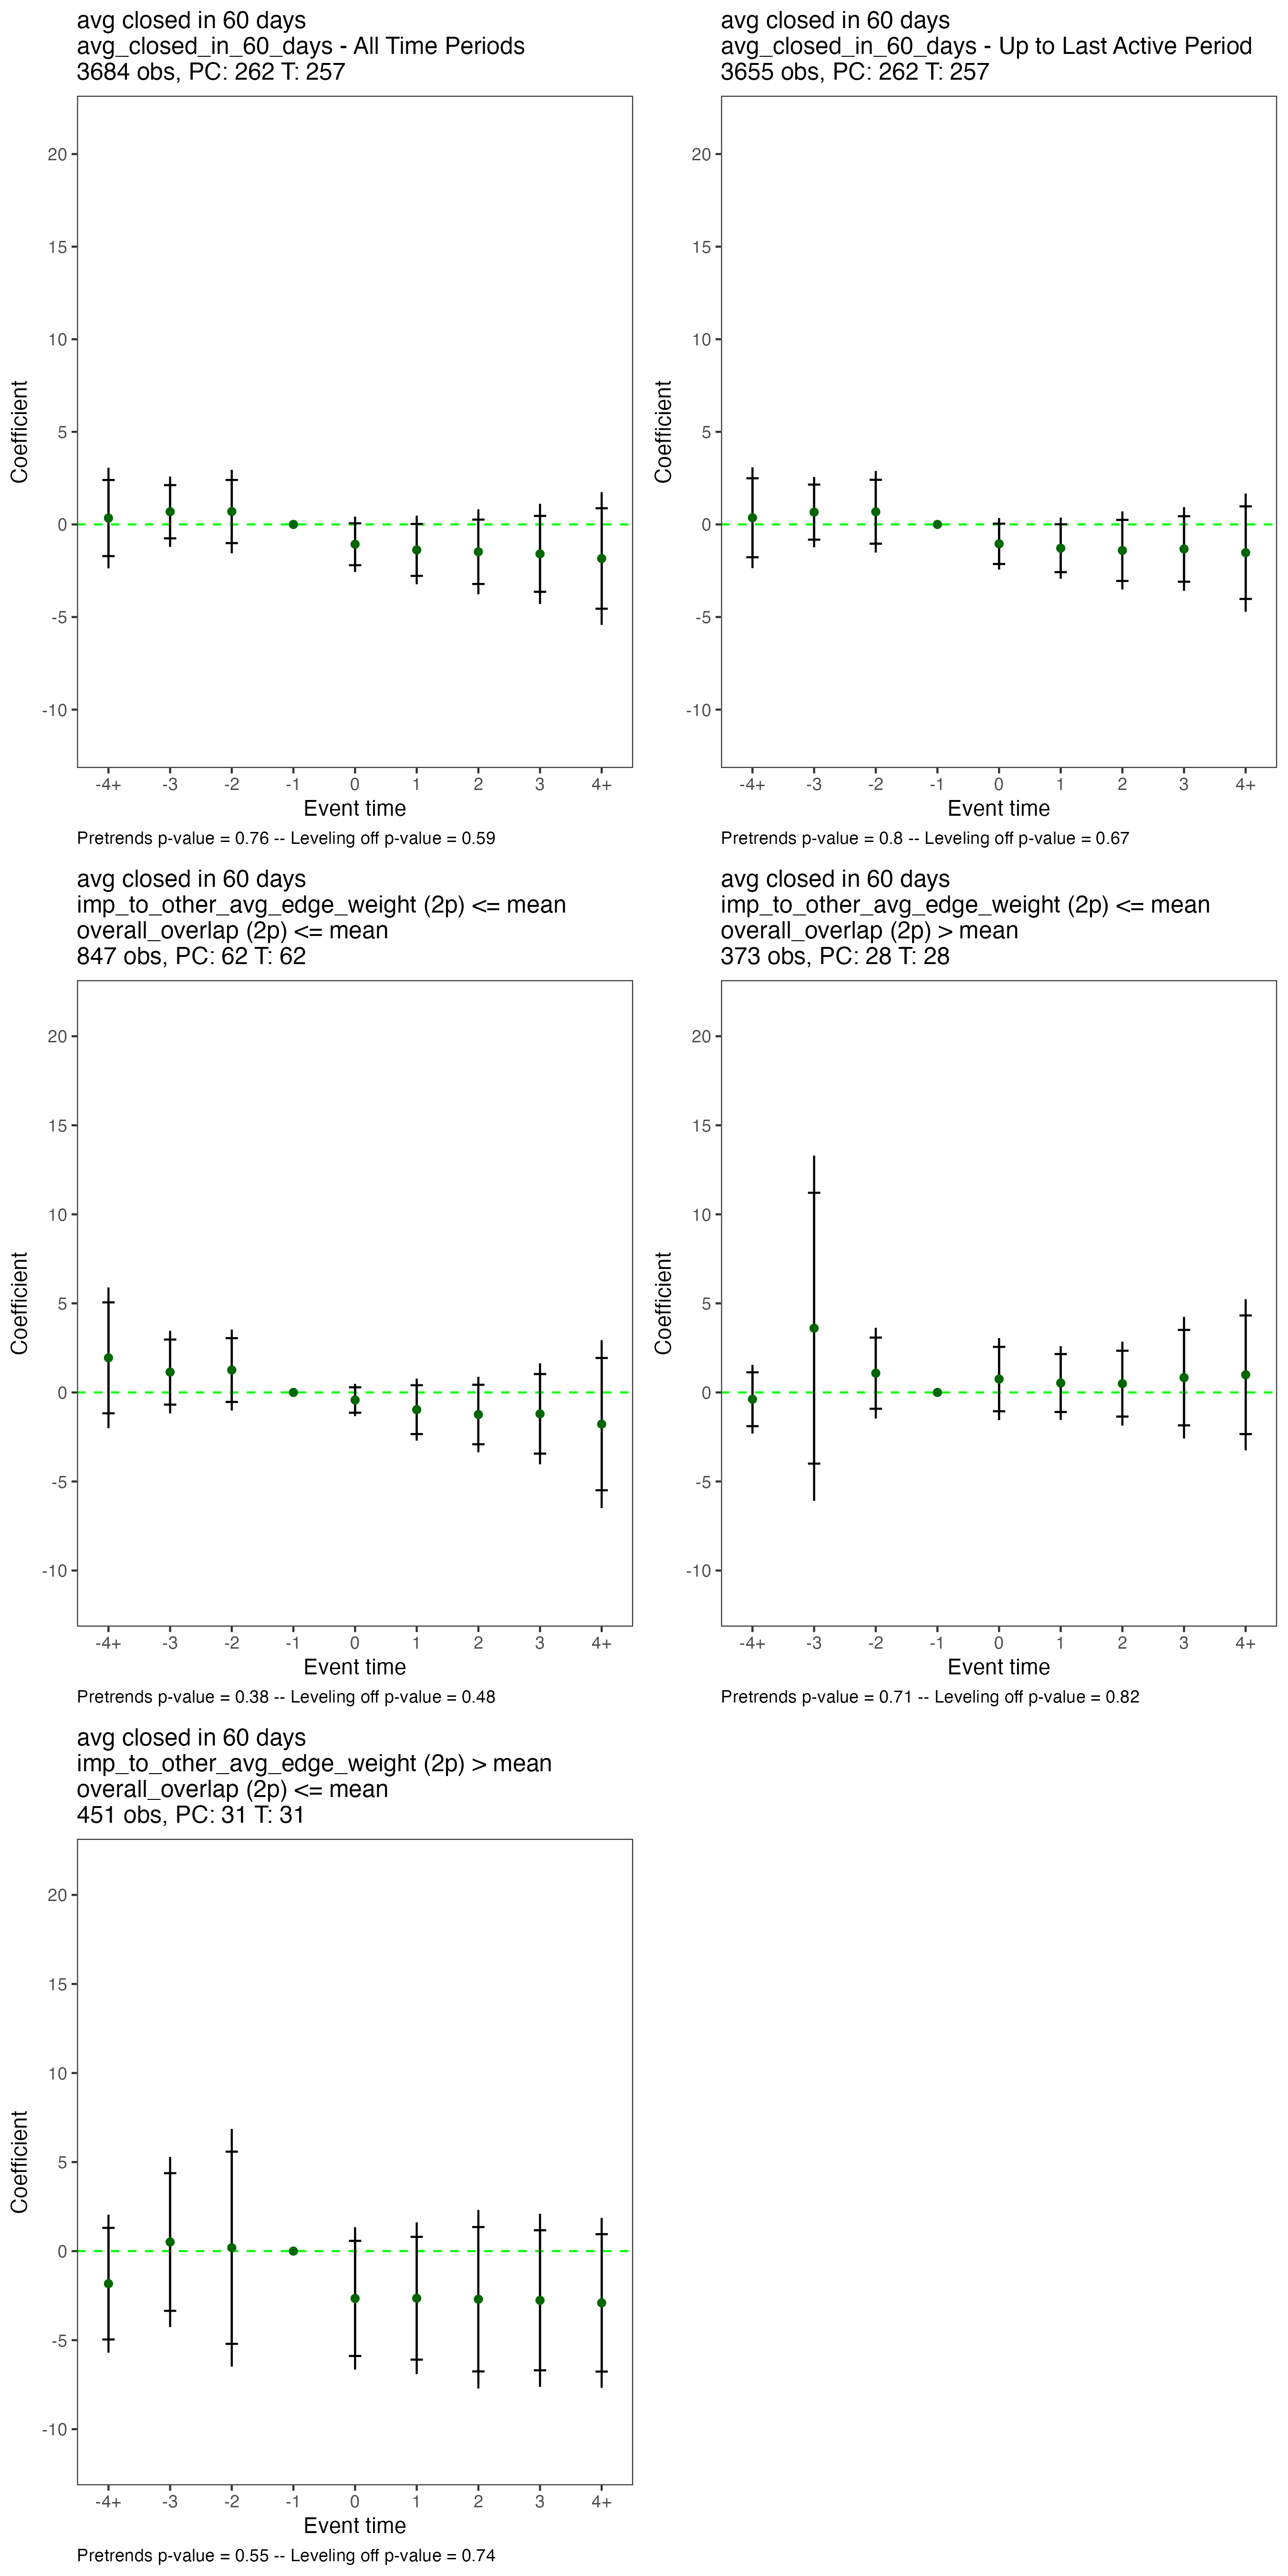 avg closed in 60 days
avg_closed_in_60_days - All Time Periods
3684 obs, PC: 262 T: 257
20
15
10
5
0
-5
-10
Coefficient
-4+ -3 -2 -1 0 1 2 3 4+
Event time
Pretrends p-value = 0.76 -- Leveling off p-value = 0.59
avg closed in 60 days
avg_closed_in_60_days - Up to Last Active Period
3655 obs, PC: 262 T: 257
20
15
10
5
0
-5
-10
Coefficient
-4+ -3 -2 -1 0 1 2 3 4+
Event time
Pretrends p-value = 0.8 -- Leveling off p-value = 0.67
avg closed in 60 days
imp_to_other_avg_edge_weight (2p) <= mean
overall_overlap (2p) <= mean
847 obs, PC: 62 T: 62
20
15
10
5
0
-5
-10
Coefficient
-4+ -3 -2 -1 0 1 2 3 4+
Event time
Pretrends p-value = 0.38 -- Leveling off p-value = 0.48
avg closed in 60 days
imp_to_other_avg_edge_weight (2p) <= mean
overall_overlap (2p) > mean
373 obs, PC: 28 T: 28
20
15
10
5
0
-5
-10
Coefficient
-4+ -3 -2 -1 0 1 2 3 4+
Event time
Pretrends p-value = 0.71 -- Leveling off p-value = 0.82
avg closed in 60 days
imp_to_other_avg_edge_weight (2p) > mean
overall_overlap (2p) <= mean
451 obs, PC: 31 T: 31
20
15
10
5
0
-5
-10
Coefficient
-4+ -3 -2 -1 0 1 2 3 4+
Event time
Pretrends p-value = 0.55 -- Leveling off p-value = 0.74